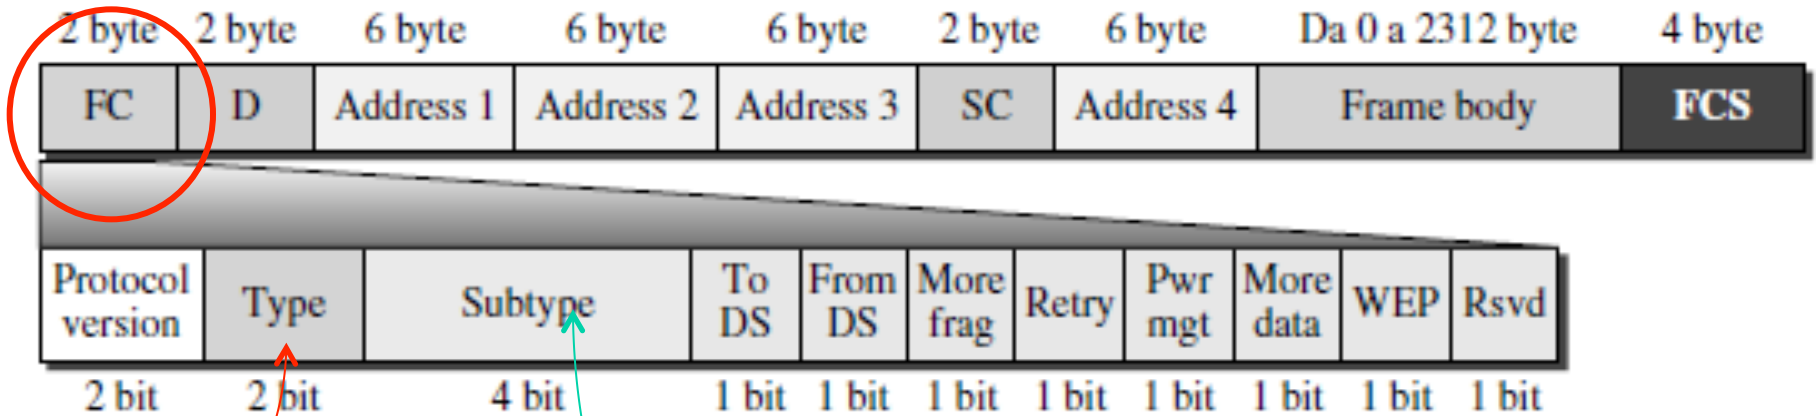 2 byte 2 byte 6 byte 6 byte 6 byte 2 byte 6 byte Da 0 a 2312 byte 4 byte
FC D Address 1 Address 2 Address 3 SC Address 4 Frame body FCS
Protocol version Type Subtype To DS From DS More frag Retry Pwr mgt More data WEP Rsvd
2 bit 2 bit 4 bit 1 bit 1 bit 1 bit 1 bit 1 bit 1 bit 1 bit 1 bit